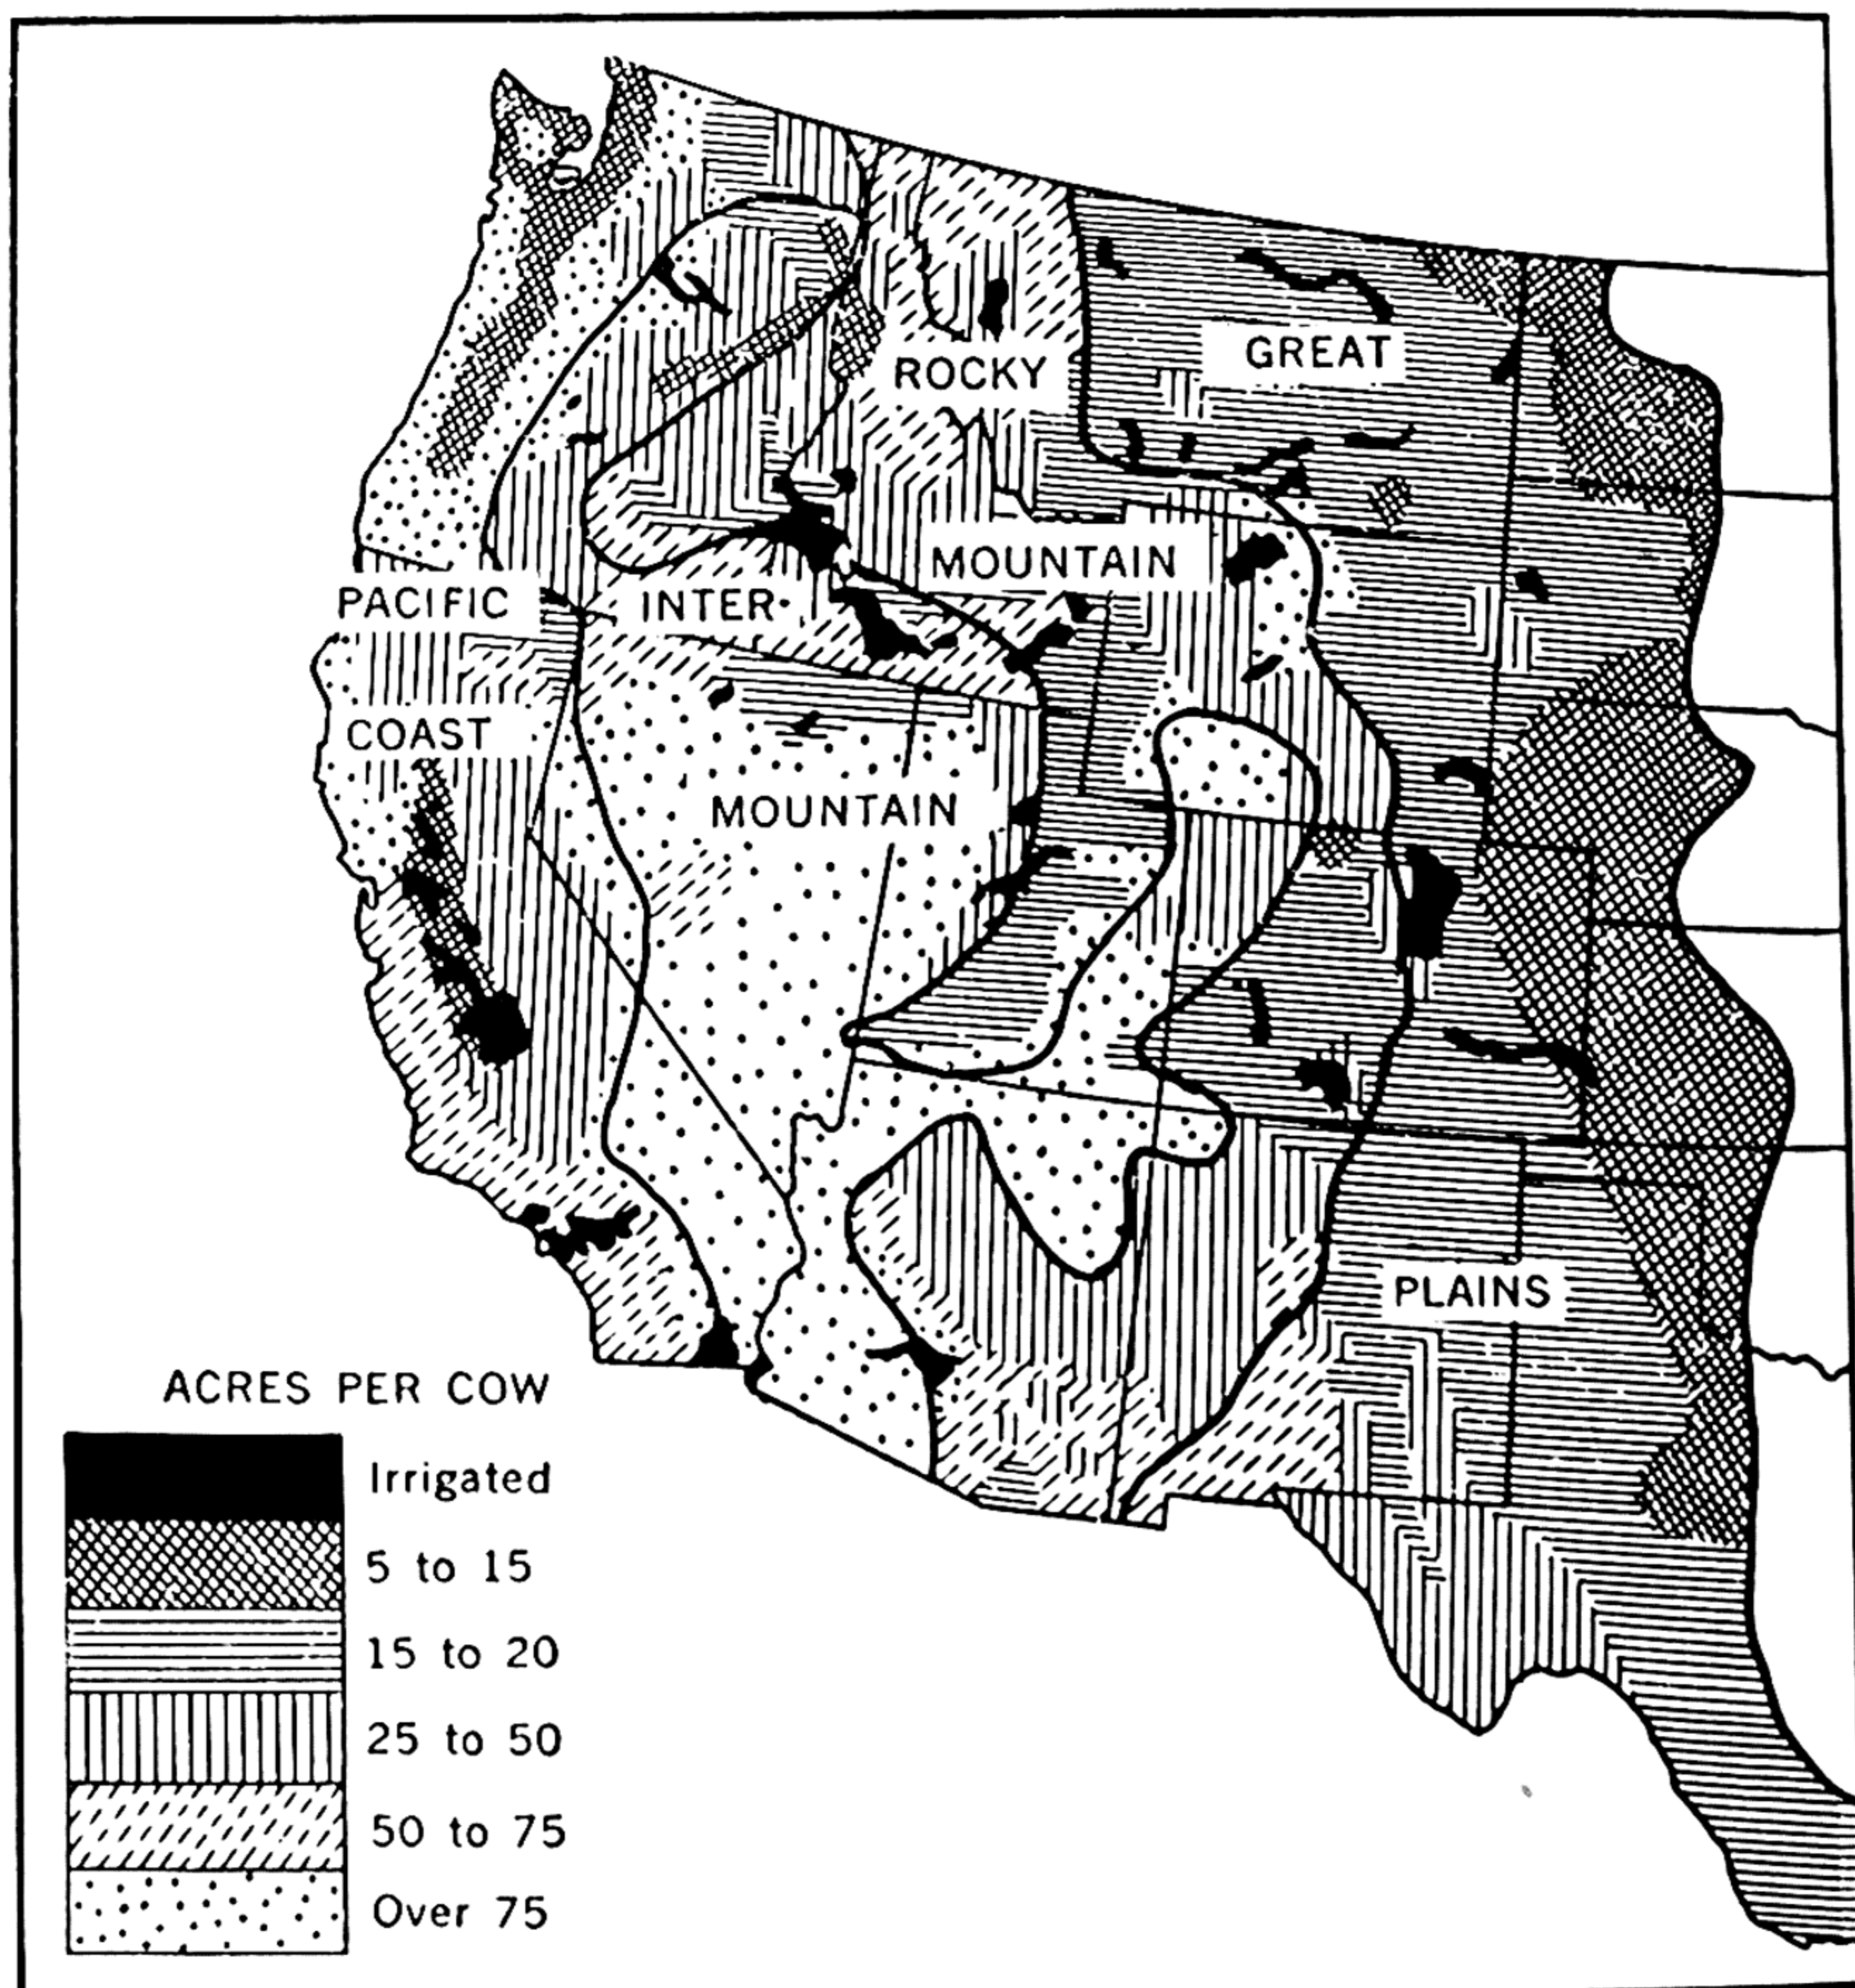 GREAT
ROCKY
MOUNTAIN
PACIFIC
INTER-
COAST
MOUNTAIN
PLAINS
ACRES PER COW
Irrigated
5 to 15
15 to 20
25 to 50
50 to 75
Over 75